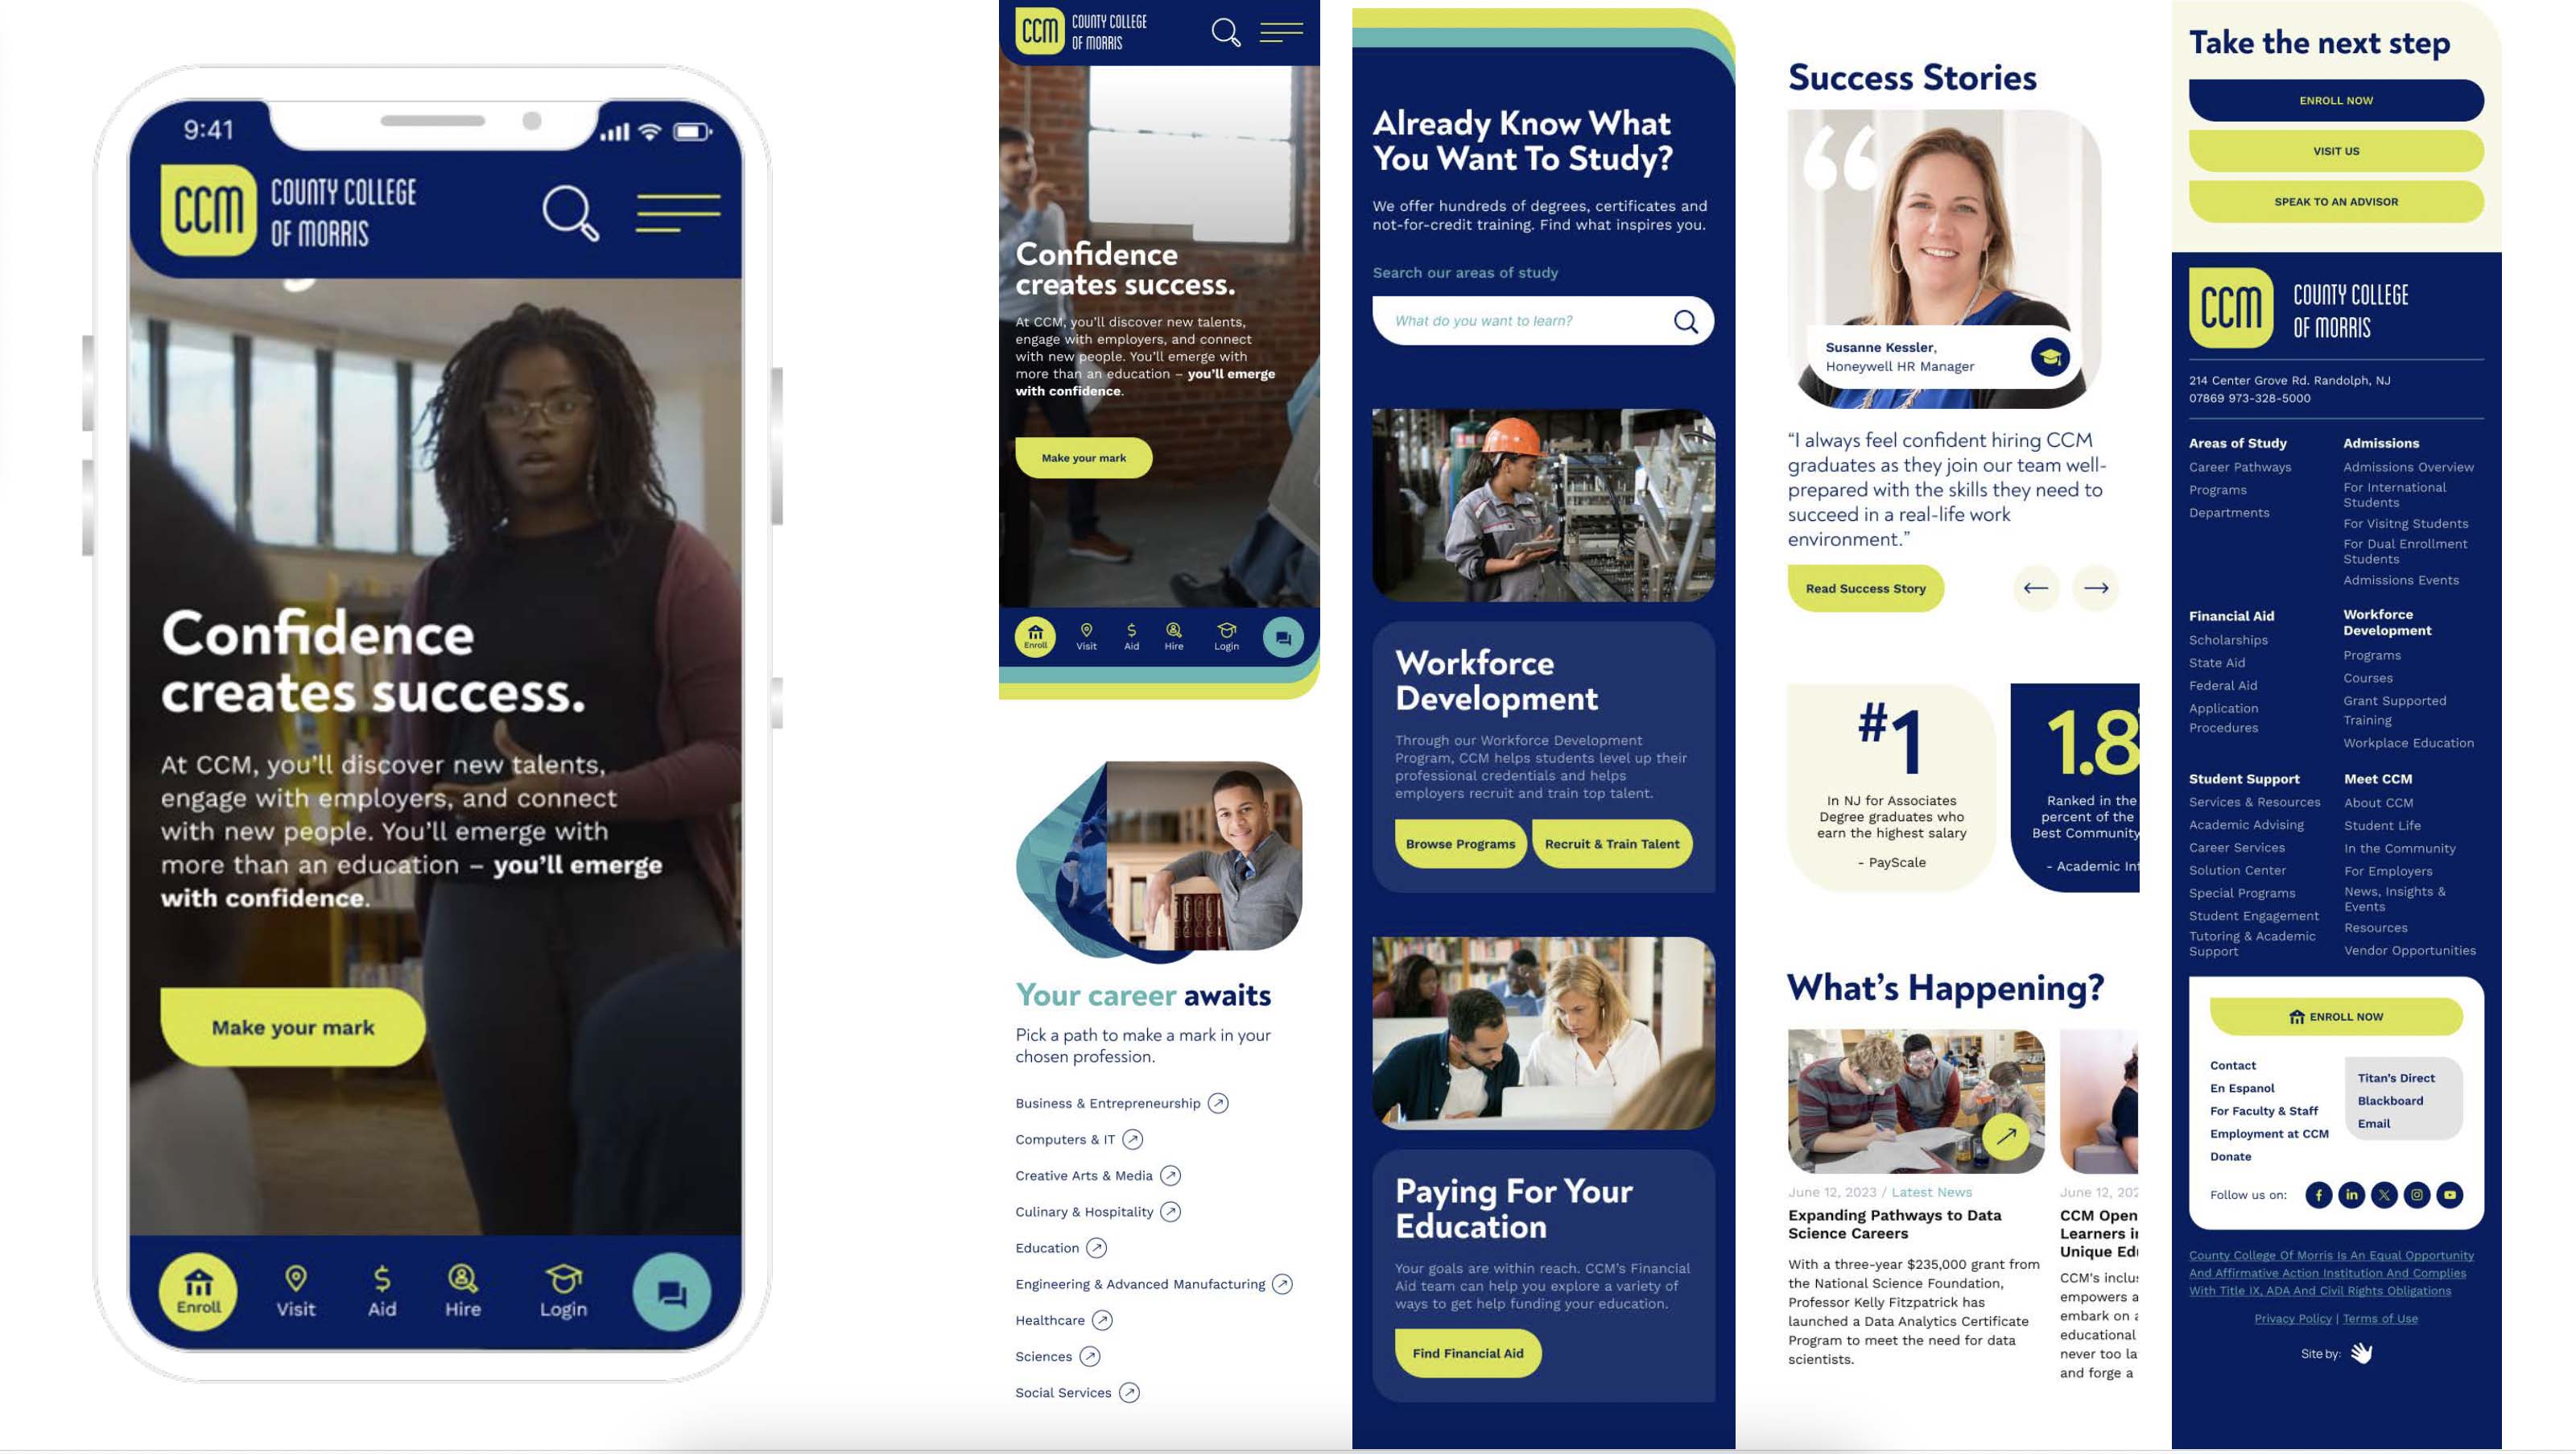 9:41
CCM
COUNTY COLLEGE
OF MORRIS
Confidence
creates success.
At CCM, you'll discover new talents,
engage with employers, and connect
with new people. You'll emerge with
more than an education – you'll emerge
with confidence.
Make your mark
Enroll
Visit
Aid
Hire
Login
CCM
COUNTY COLLEGE
OF MORRIS
Confidence
creates success.
At CCM, you'll discover new talents,
engage with employers, and connect
with new people. You'll emerge with
more than an education – you'll emerge
with confidence.
Make your mark
Enroll
Visit
Aid
Hire
Login
Your career awaits
Pick a path to make a mark in your
chosen profession.
Business & Entrepreneurship
Computers & IT
Creative Arts & Media
Culinary & Hospitality
Education
Engineering & Advanced Manufacturing
Healthcare
Sciences
Social Services
Already Know What
You Want To Study?
We offer hundreds of degrees, certificates and
not-for-credit training. Find what inspires you.
Search our areas of study
What do you want to learn?
Workforce
Development
Through our Workforce Development
Program, CCM helps students level up their
professional credentials and helps
employers recruit and train top talent.
Browse Programs
Recruit & Train Talent
Paying For Your
Education
Your goals are within reach. CCM's Financial
Aid team can help you explore a variety of
ways to get help funding your education.
Find Financial Aid
Success Stories
Susanne Kessler,
Honeywell HR Manager
“I always feel confident hiring CCM
graduates as they join our team well-
prepared with the skills they need to
succeed in a real-life work
environment.”
Read Success Story
#1
In NJ for Associates
Degree graduates who
earn the highest salary
- PayScale
1.8
Ranked in the
percent of the
Best Community
- Academic Inf
What's Happening?
June 12, 2023 / Latest News
Expanding Pathways to Data
Science Careers
With a three-year $235,000 grant from
the National Science Foundation,
Professor Kelly Fitzpatrick has
launched a Data Analytics Certificate
Program to meet the need for data
scientists.
June 12, 202
CCM Open
Learners i
Unique Ed
CCM's inclu
empowers a
embark on a
educational
never too la
and forge a
Take the next step
ENROLL NOW
VISIT US
SPEAK TO AN ADVISOR
CCM
COUNTY COLLEGE
OF MORRIS
214 Center Grove Rd. Randolph, NJ
07869 973-328-5000
Areas of Study
Career Pathways
Programs
Departments
Admissions
Admissions Overview
For International
Students
For Visitng Students
For Dual Enrollment
Students
Admissions Events
Financial Aid
Scholarships
State Aid
Federal Aid
Application
Procedures
Workforce
Development
Programs
Courses
Grant Supported
Training
Workplace Education
Student Support
Services & Resources
Academic Advising
Career Services
Solution Center
Special Programs
Student Engagement
Tutoring & Academic
Support
Meet CCM
About CCM
Student Life
In the Community
For Employers
News, Insights &
Events
Resources
Vendor Opportunities
ENROLL NOW
Contact
En Espanol
For Faculty & Staff
Employment at CCM
Donate
Titan's Direct
Blackboard
Email
Follow us on:
County College Of Morris Is An Equal Opportunity
And Affirmative Action Institution And Complies
With Title IX, ADA And Civil Rights Obligations
Privacy Policy | Terms of Use
Site by: